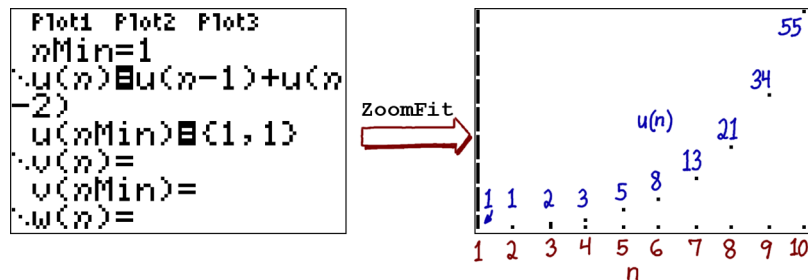 Plot1 Plot2 Plot3
nMin=1
u(n)=u(n-1)+u(n
-2)
u(nMin)={1,1}
v(n)=
v(nMin)=
w(n)=
ZoomFit
u(n)
1 1 2 3 5 8 13 21 34 55
1 2 3 4 5 6 7 8 9 10
n